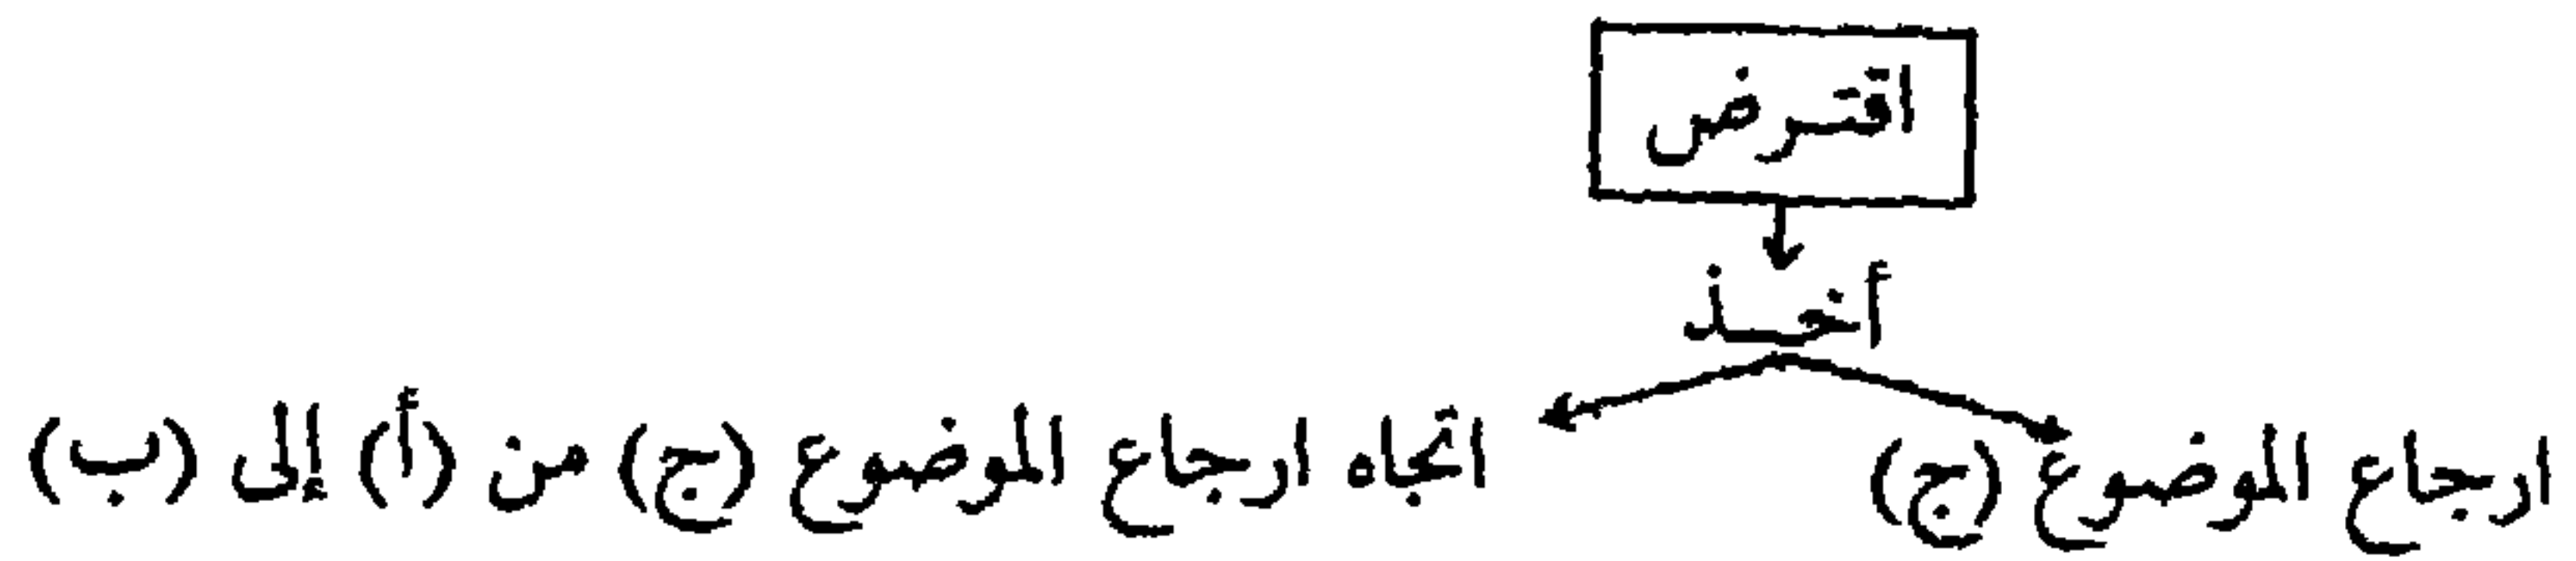 اقترض
أخذ
ارجاع الموضوع (ج)
اتجاه ارجاع الموضوع (ج) من (أ) إلى (ب)